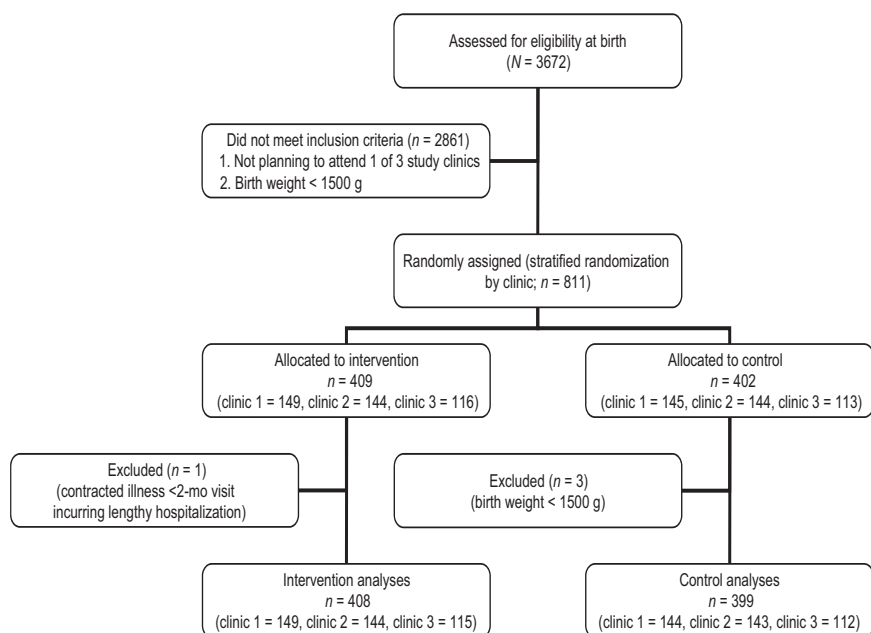 Assessed for eligibility at birth
(N = 3672)
Did not meet inclusion criteria (n = 2861)
1. Not planning to attend 1 of 3 study clinics
2. Birth weight < 1500 g
Randomly assigned (stratified randomization
by clinic; n = 811)
Allocated to intervention
n = 409
(clinic 1 = 149, clinic 2 = 144, clinic 3 = 116)
Allocated to control
n = 402
(clinic 1 = 145, clinic 2 = 144, clinic 3 = 113)
Excluded (n = 1)
(contracted illness <2-mo visit
incurring lengthy hospitalization)
Excluded (n = 3)
(birth weight < 1500 g)
Intervention analyses
n = 408
(clinic 1 = 149, clinic 2 = 144, clinic 3 = 115)
Control analyses
n = 399
(clinic 1 = 144, clinic 2 = 143, clinic 3 = 112)